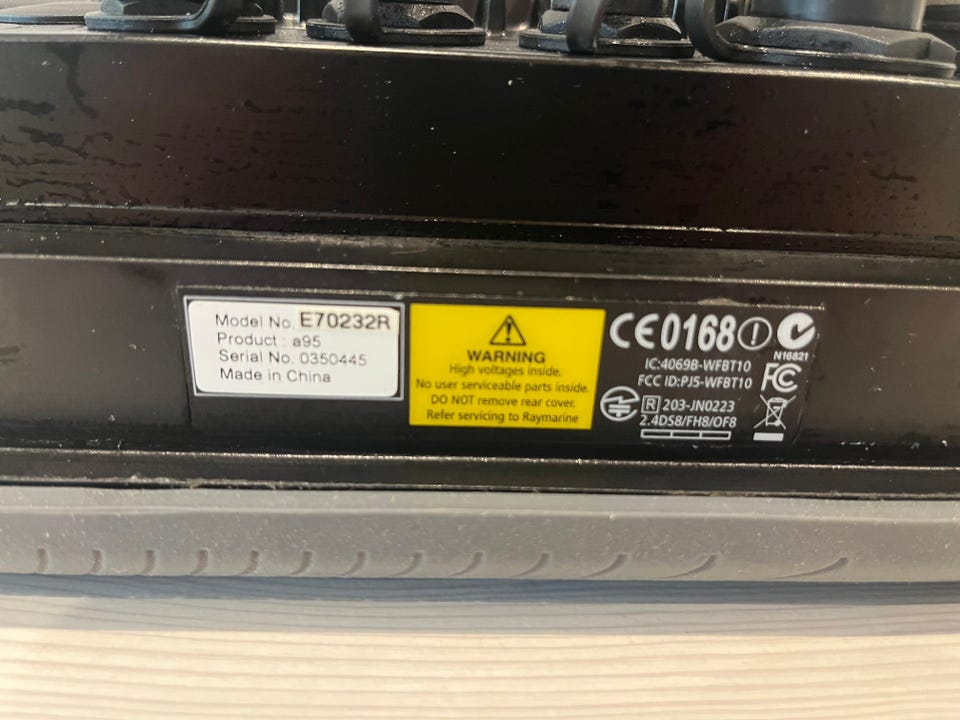 Model No. E70232R
Product : a95
Serial No. 0350445
Made in China
WARNING
High voltages inside.
No user serviceable parts inside.
DO NOT remove rear cover.
Refer servicing to Raymarine
CE0168
N16821
IC:4069B-WFBT10
FCC ID:PJ5-WFBT10
FC
R 203-JN0223
2.4DS8/FH8/OF8